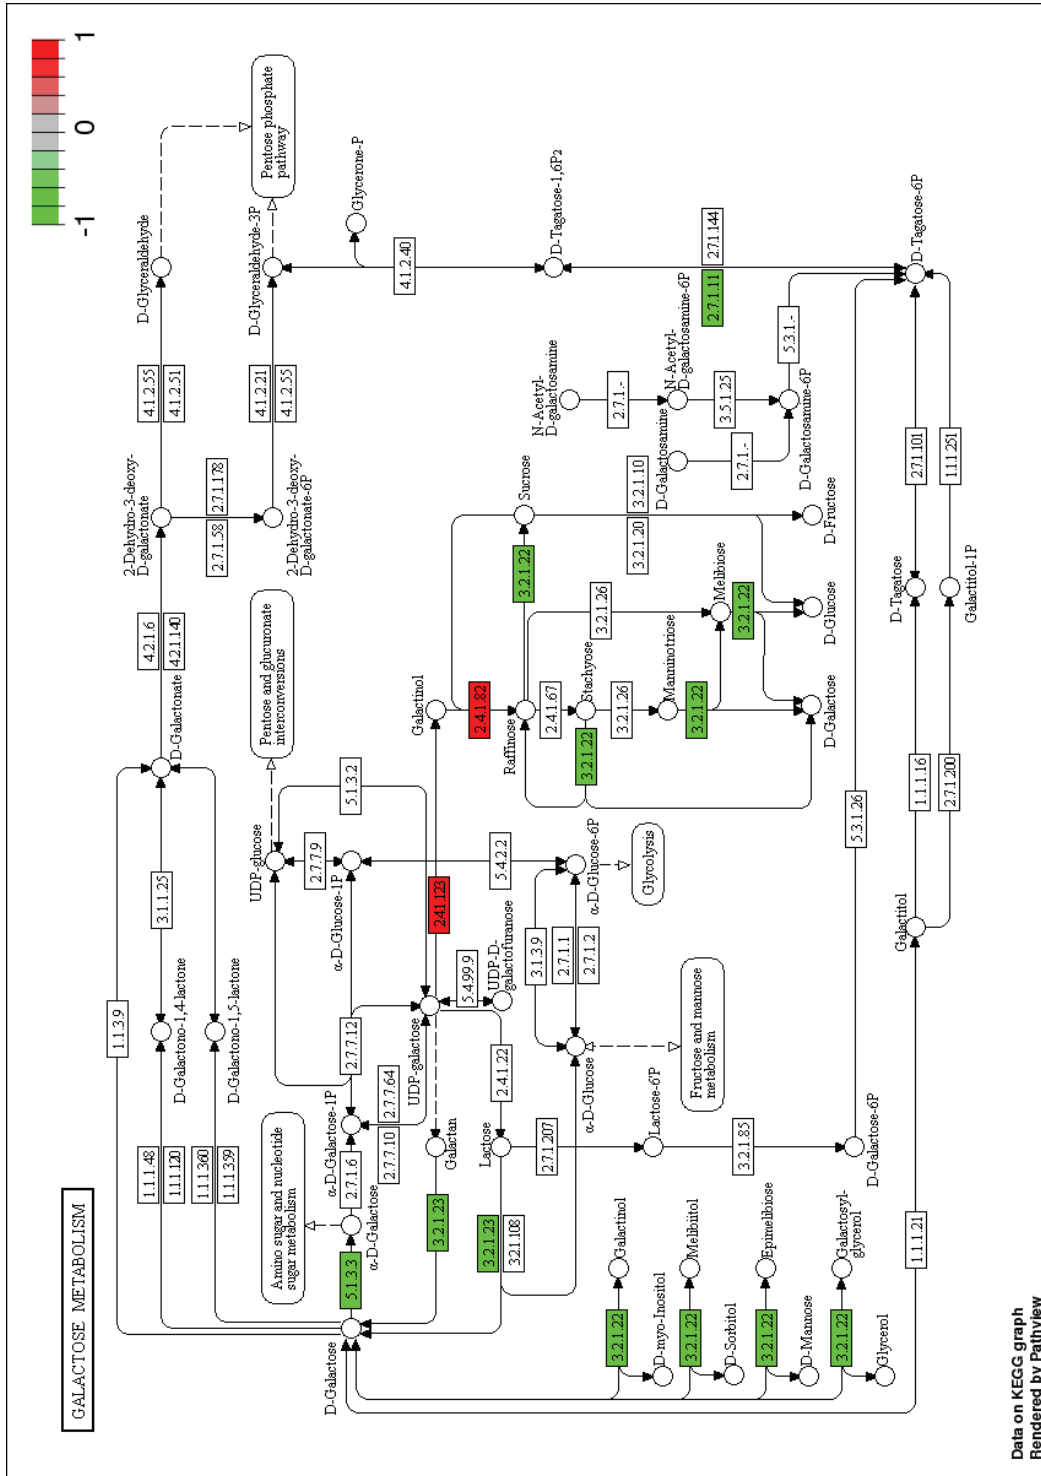 -1
0
1
GALACTOSE METABOLISM
1.1.3.9
1.1.1.48
1.1.1.120
3.1.1.25
D-Galactono-1,4-lactone
D-Galactonate
4.2.1.6
4.2.1.140
2-Dehydro-3-deoxy-
D-galactonate
4.1.2.55
4.1.2.51
D-Glyceraldehyde
1.1.1.360
1.1.1.359
D-Galactono-1,5-lactone
2.7.1.58
2.7.1.178
Pentose phosphate
pathway
Amino sugar and nucleotide
sugar metabolism
UDP-glucose
Pentose and glucuronate
interconversions
2-Dehydro-3-deoxy-
D-galactonate-6P
4.1.2.21
4.1.2.55
D-Glyceraldehyde-3P
2.7.7.9
5.1.3.2
D-Galactose
5.1.3.3
α-D-Galactose
2.7.1.6
α-D-Galactose-1P
2.7.7.12
α-D-Glucose-1P
Glycerone-P
2.7.7.10
2.7.7.64
4.1.2.40
3.2.1.23
Galactan
UDP-galactose
2.4.1.123
Galactinol
5.4.99.9
UDP-D-
galactofuranose
5.4.2.2
2.4.1.82
3.2.1.23
3.2.1.108
Lactose
2.4.1.22
Raffinose
3.2.1.22
Sucrose
3.1.3.9
2.4.1.67
N-Acetyl-
D-galactosamine
D-Tagatose-1,6P2
2.7.1.1
2.7.1.2
2.7.1.207
α-D-Glucose
α-D-Glucose-6P
Stachyose
3.2.1.22
3.2.1.26
3.2.1.26
3.2.1.20
3.2.1.10
2.7.1.-
Galactinol
3.2.1.22
D-myo-Inositol
Lactose-6'P
Glycolysis
Manninotriose
D-Galactosamine
N-Acetyl-
D-galactosamine-6P
Melibiitol
3.2.1.22
D-Sorbitol
Fructose and mannose
metabolism
3.2.1.22
Melibiose
3.2.1.22
2.7.1.-
3.5.1.25
2.7.1.11
2.7.1.144
3.2.1.85
Epimelibiose
3.2.1.22
D-Mannose
D-Galactose
D-Glucose
D-Fructose
D-Galactosamine-6P
5.3.1.-
Galactosyl-
glycerol
3.2.1.22
Glycerol
D-Galactose-6P
5.3.1.26
1.1.1.21
Galactitol
1.1.1.16
D-Tagatose
2.7.1.101
D-Tagatose-6P
2.7.1.200
Galactitol-1P
1.1.1.251
Data on KEGG graph
Rendered by Pathview